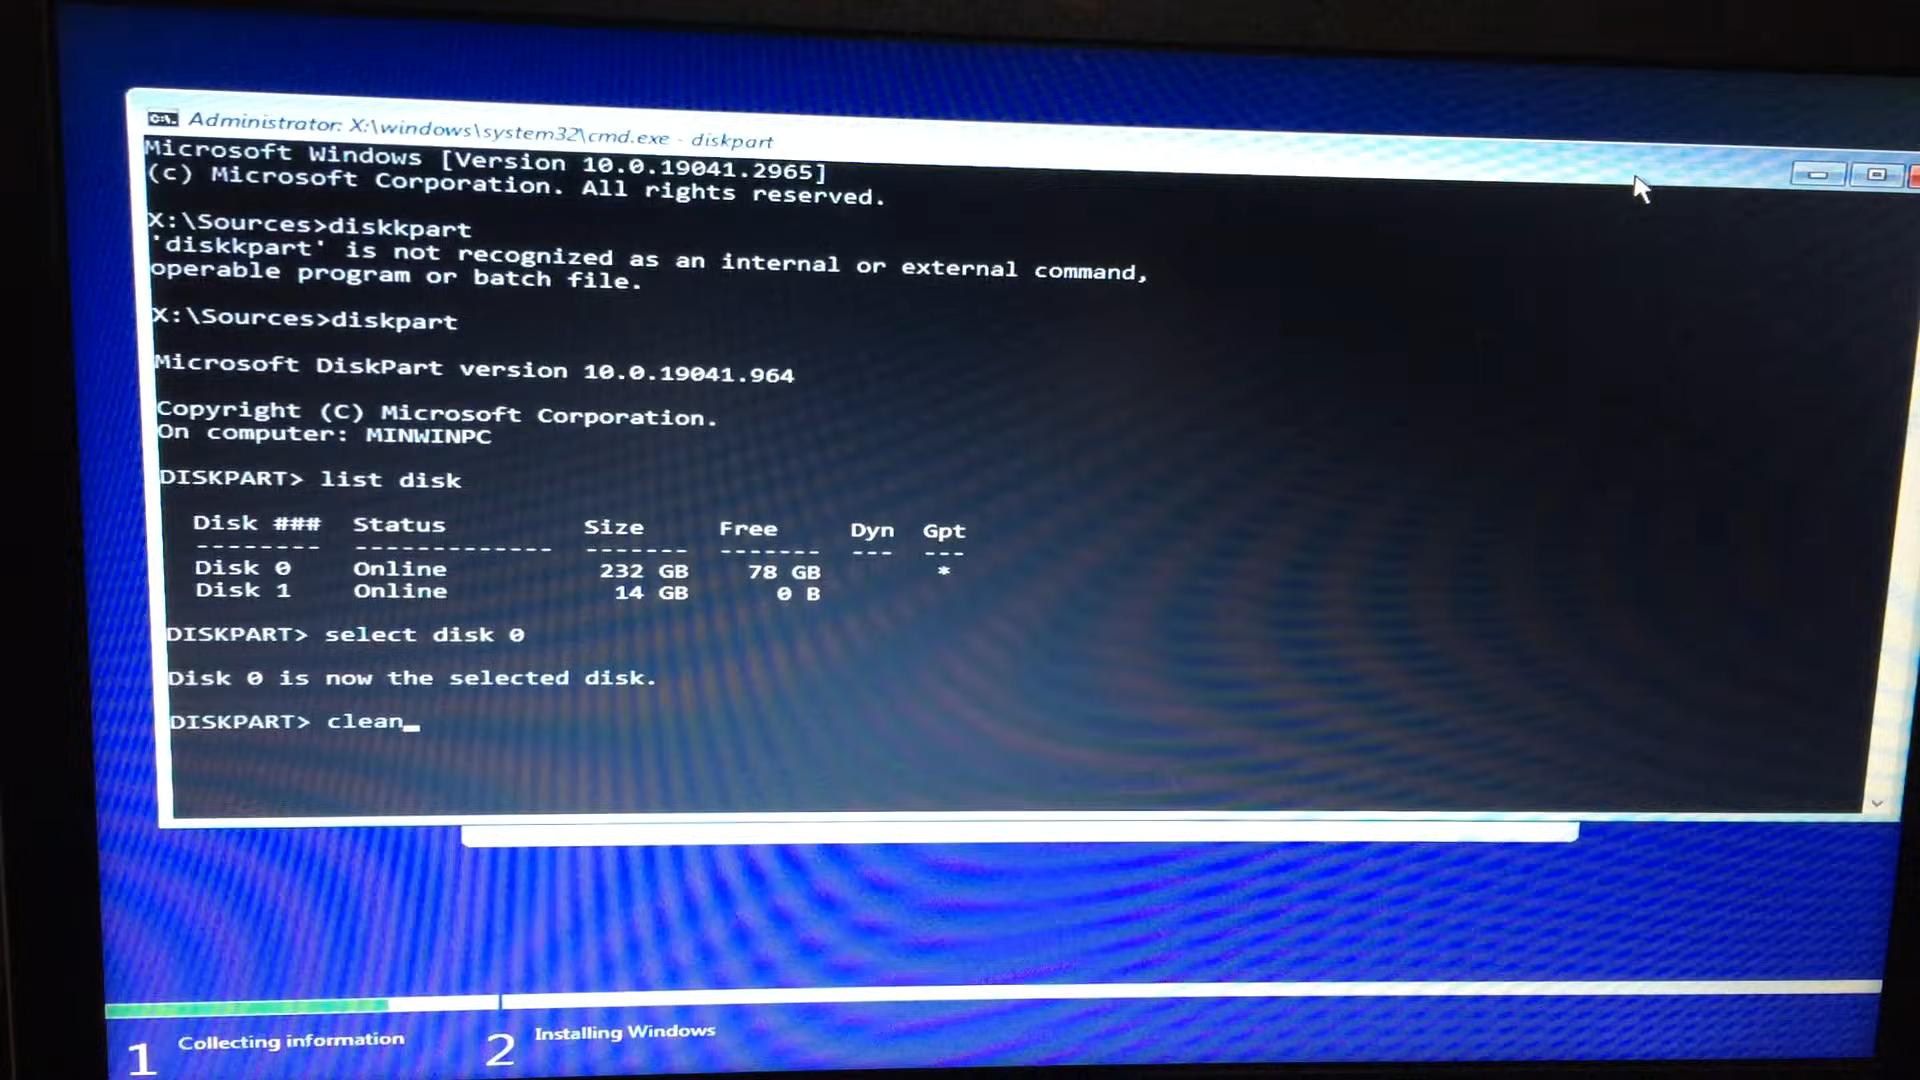 Administrator: X:\windows\system32\cmd.exe - diskpart
Microsoft Windows [Version 10.0.19041.2965]
(c) Microsoft Corporation. All rights reserved.
X:\Sources>diskkpart
'diskkpart' is not recognized as an internal or external command,
operable program or batch file.
X:\Sources>diskpart
Microsoft DiskPart version 10.0.19041.964
Copyright (C) Microsoft Corporation.
On computer: MINWINPC
DISKPART> list disk
Disk ### Status Size Free Dyn Gpt
-------- ------------- ------- ------- --- ---
Disk 0 Online 232 GB 78 GB *
Disk 1 Online 14 GB 0 B
DISKPART> select disk 0
Disk 0 is now the selected disk.
DISKPART> clean_
1 Collecting information 2 Installing Windows